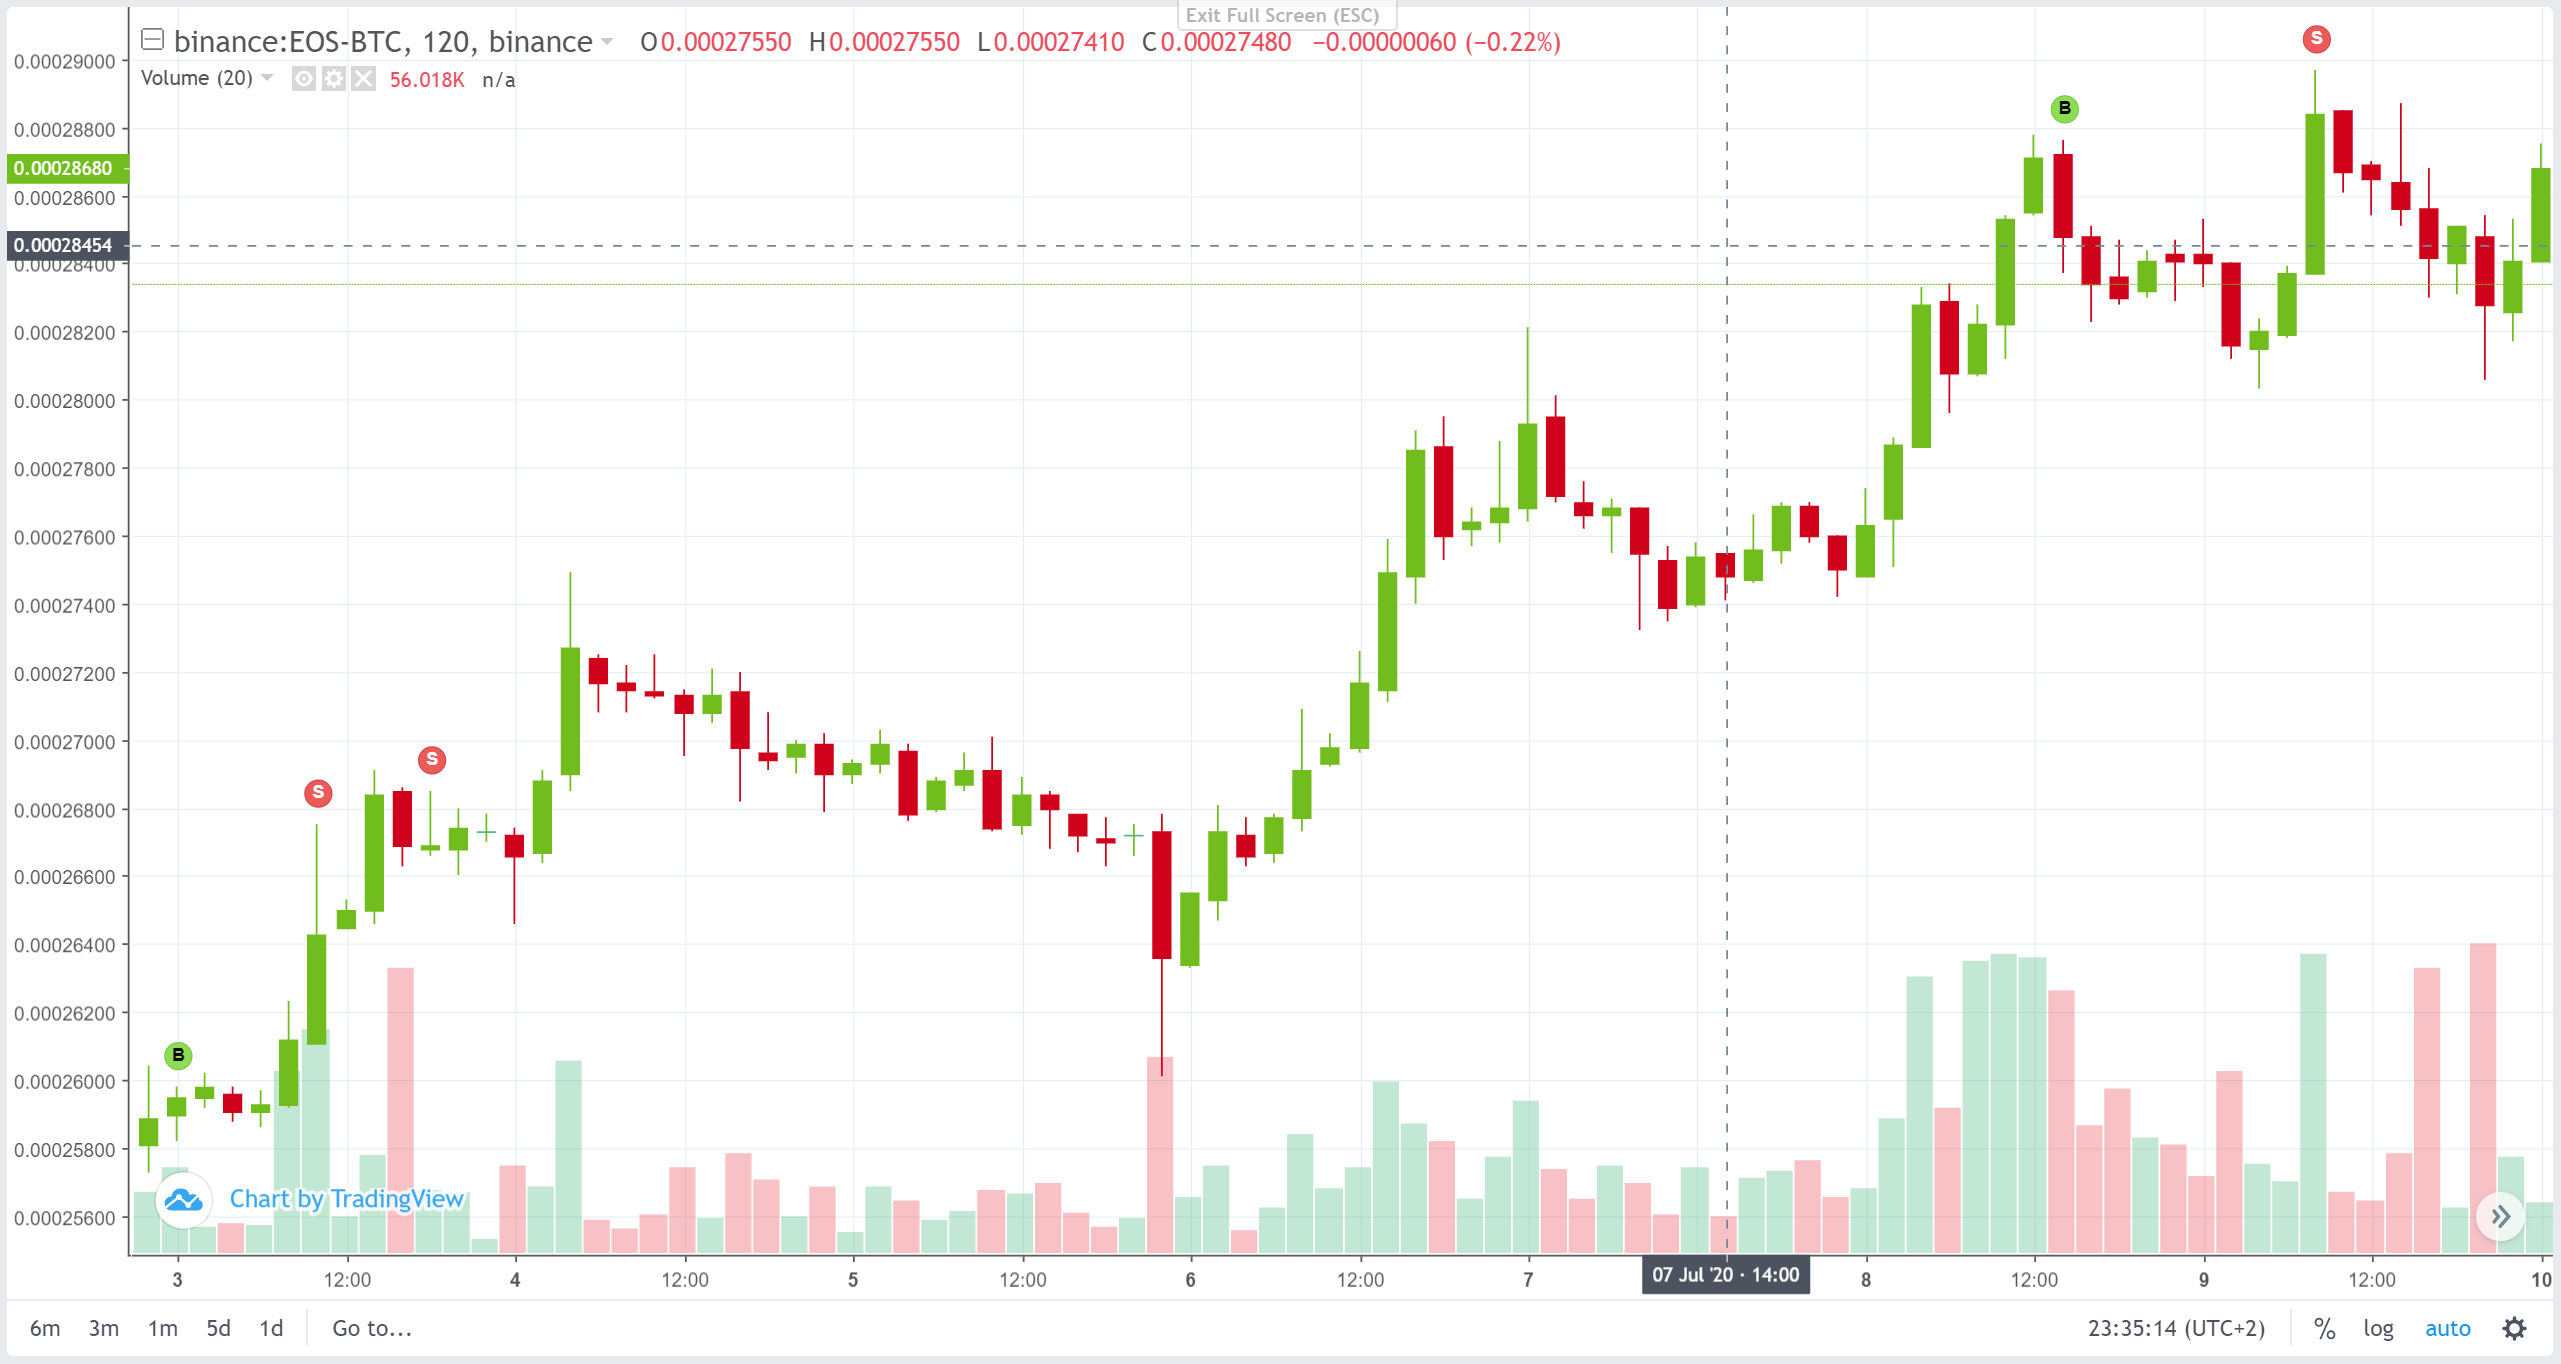 Exit Full Screen (ESC)
binance:EOS-BTC, 120, binance O0.00027550 H0.00027550 L0.00027410 C0.00027480 −0.00000060 (−0.22%)
Volume (20) 56.018K n/a
0.00029000
0.00028800
0.00028680
0.00028600
0.00028454
0.00028400
0.00028200
0.00028000
0.00027800
0.00027600
0.00027400
0.00027200
0.00027000
0.00026800
0.00026600
0.00026400
0.00026200
0.00026000
0.00025800
0.00025600
B
S
S
B
S
Chart by TradingView
3 12:00 4 12:00 5 12:00 6 12:00 7 07 Jul '20 · 14:00 8 12:00 9 12:00 10
6m 3m 1m 5d 1d Go to... 23:35:14 (UTC+2) % log auto